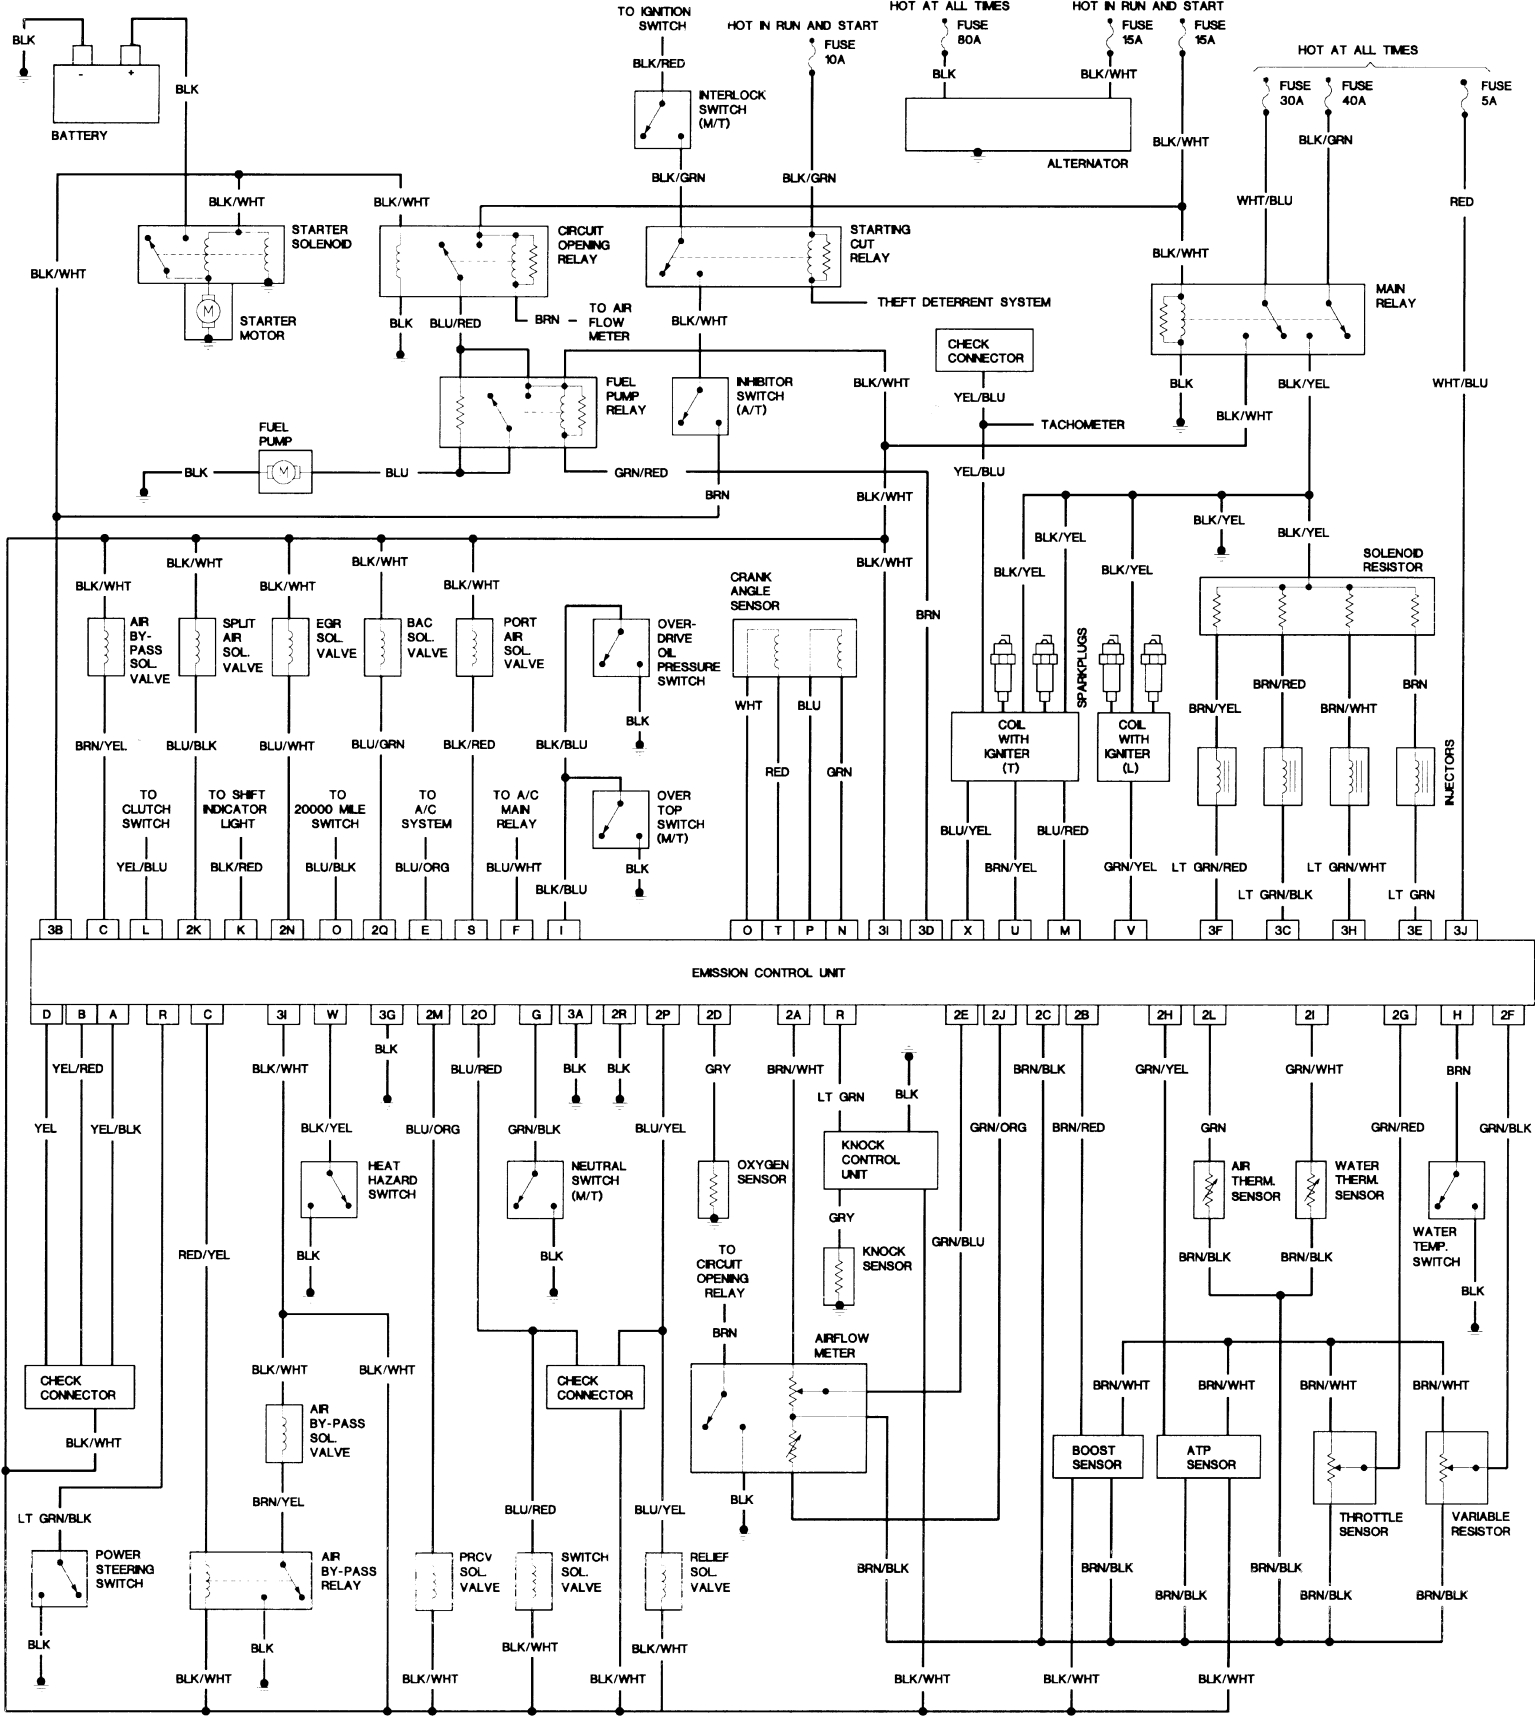 TO IGNITION
SWITCH
HOT IN RUN AND START
HOT AT ALL TIMES
HOT IN RUN AND START
HOT AT ALL TIMES
BLK
FUSE
10A
FUSE
80A
FUSE
15A
FUSE
15A
BLK/RED
BLK
BLK/WHT
FUSE
30A
FUSE
40A
FUSE
5A
-
+
BATTERY
BLK
INTERLOCK
SWITCH
(M/T)
ALTERNATOR
BLK/WHT
BLK/GRN
BLK/GRN
BLK/GRN
BLK/WHT
BLK/WHT
WHT/BLU
RED
STARTER
SOLENOID
CIRCUIT
OPENING
RELAY
STARTING
CUT
RELAY
BLK/WHT
BLK/WHT
M
STARTER
MOTOR
BLK
BLU/RED
BRN
TO AIR
FLOW
METER
BLK/WHT
THEFT DETERRENT SYSTEM
MAIN
RELAY
CHECK
CONNECTOR
FUEL
PUMP
RELAY
INHIBITOR
SWITCH
(A/T)
BLK/WHT
YEL/BLU
BLK
BLK/YEL
WHT/BLU
BLK/WHT
TACHOMETER
FUEL
PUMP
BLK
M
BLU
GRN/RED
YEL/BLU
BRN
BLK/WHT
BLK/YEL
BLK/YEL
BLK/YEL
BLK/WHT
BLK/WHT
BLK/WHT
BLK/WHT
BLK/WHT
BLK/WHT
CRANK
ANGLE
SENSOR
BLK/YEL
BLK/YEL
SOLENOID
RESISTOR
AIR
BY-
PASS
SOL.
VALVE
SPLIT
AIR
SOL.
VALVE
EGR
SOL.
VALVE
BAC
SOL.
VALVE
PORT
AIR
SOL.
VALVE
OVER-
DRIVE
OIL
PRESSURE
SWITCH
BRN
SPARKPLUGS
BLK
WHT
BLU
BRN/YEL
BRN/RED
BRN/WHT
BRN
BRN/YEL
BLU/BLK
BLU/WHT
BLU/GRN
BLK/RED
BLK/BLU
RED
GRN
COIL
WITH
IGNITER
(T)
COIL
WITH
IGNITER
(L)
INJECTORS
TO
CLUTCH
SWITCH
TO SHIFT
INDICATOR
LIGHT
TO
20000 MILE
SWITCH
TO
A/C
SYSTEM
TO A/C
MAIN
RELAY
OVER
TOP
SWITCH
(M/T)
BLU/YEL
BRN/YEL
BLU/RED
GRN/YEL
YEL/BLU
BLK/RED
BLU/BLK
BLU/ORG
BLU/WHT
BLK/BLU
BLK
LT GRN/RED
LT GRN/BLK
LT GRN/WHT
LT GRN
3B C L 2K K 2N O 2Q E S F I O T P N 3I 3D X U M V 3F 3C 3H 3E 3J
EMISSION CONTROL UNIT
D B A R C 3I W 3G 2M 2O G 3A 2R 2P 2D 2A R 2E 2J 2C 2B 2H 2L 2I 2G H 2F
YEL/RED
BLK/WHT
BLK
BLU/RED
BLK
BLK
GRY
BRN/WHT
LT GRN
BLK
BRN/BLK
GRN/YEL
GRN/WHT
BRN
YEL
YEL/BLK
BLK/YEL
BLU/ORG
GRN/BLK
BLU/YEL
GRN/ORG
BRN/RED
GRN
GRN/RED
GRN/BLK
HEAT
HAZARD
SWITCH
NEUTRAL
SWITCH
(M/T)
OXYGEN
SENSOR
KNOCK
CONTROL
UNIT
AIR
THERM.
SENSOR
WATER
THERM.
SENSOR
WATER
TEMP.
SWITCH
RED/YEL
BLK
BLK
TO
CIRCUIT
OPENING
RELAY
GRY
KNOCK
SENSOR
GRN/BLU
BRN/BLK
BRN/BLK
BLK
BRN
AIRFLOW
METER
BLK/WHT
BLK/WHT
CHECK
CONNECTOR
CHECK
CONNECTOR
BRN/WHT
BRN/WHT
BRN/WHT
BRN/WHT
AIR
BY-PASS
SOL.
VALVE
BLK/WHT
BOOST
SENSOR
ATP
SENSOR
BRN/YEL
BLU/RED
BLU/YEL
BLK
THROTTLE
SENSOR
VARIABLE
RESISTOR
LT GRN/BLK
POWER
STEERING
SWITCH
AIR
BY-PASS
RELAY
PRCV
SOL.
VALVE
SWITCH
SOL.
VALVE
RELIEF
SOL.
VALVE
BRN/BLK
BRN/BLK
BRN/BLK
BRN/BLK
BRN/BLK
BRN/BLK
BLK
BLK
BLK/WHT
BLK/WHT
BLK/WHT
BLK/WHT
BLK/WHT
BLK/WHT
BLK/WHT
BLK/WHT